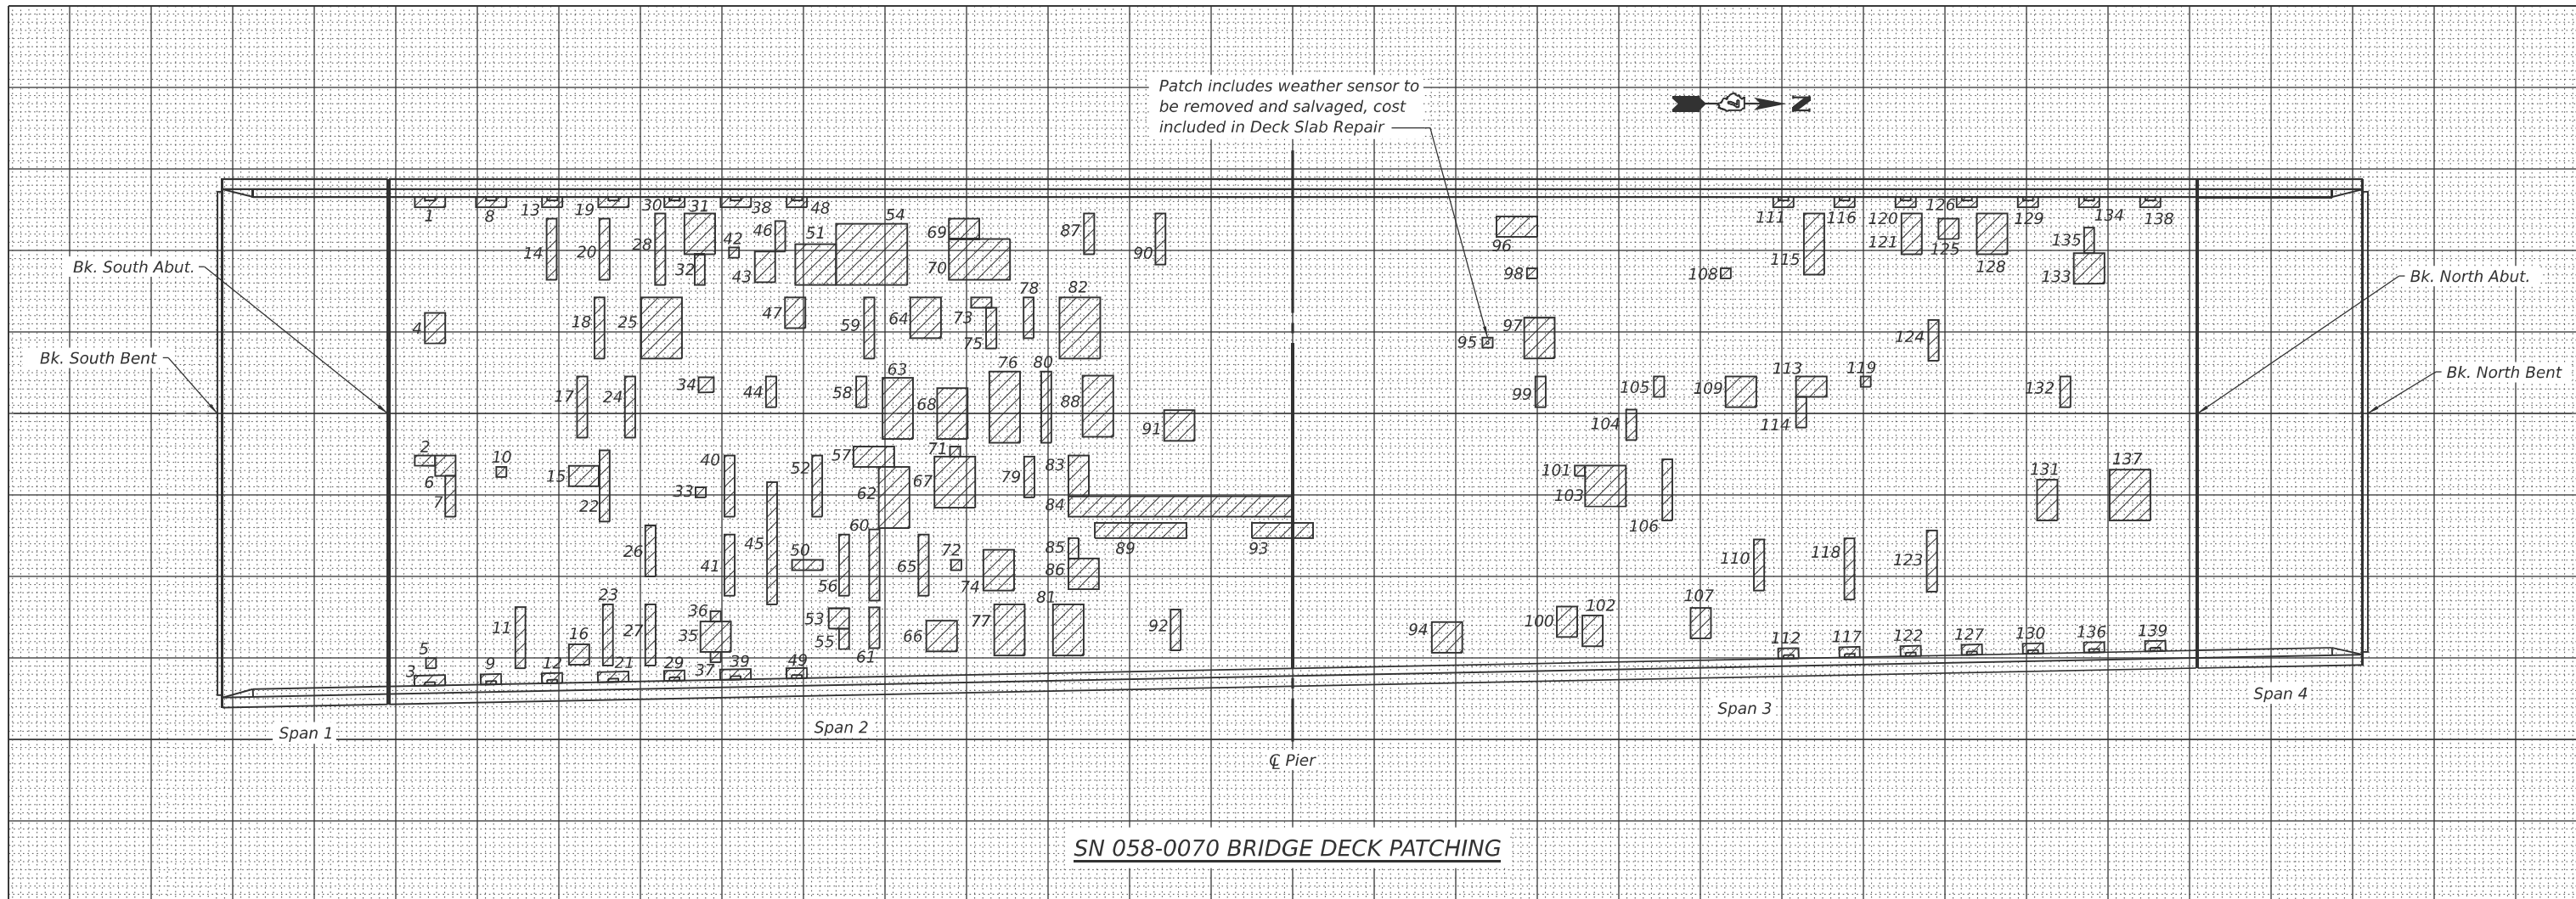 Patch includes weather sensor to
be removed and salvaged, cost
included in Deck Slab Repair
N
1 8 13 19 30 31 38 48 54 111 116 120 126 129 134 138
14 20 28 32 42 46 43 51 69 70 87 90 96 98 108 115 121 125 128 135 133
Bk. South Abut.
Bk. North Abut.
4 18 25 47 59 64 73 75 78 82 95 97 124
Bk. South Bent
Bk. North Bent
17 24 34 44 58 63 68 76 80 88 91 99 104 105 109 113 114 119 132
2 6 7 10 15 22 33 40 52 57 62 67 71 79 83 84 101 103 106 131 137
26 41 45 50 56 60 65 72 74 85 86 89 93 110 118 123
5 11 16 23 27 36 35 53 55 61 66 77 81 92 94 100 102 107
3 9 12 21 29 37 39 49 112 117 122 127 130 136 139
Span 1
Span 2
Span 3
Span 4
℄ Pier
SN 058-0070 BRIDGE DECK PATCHING